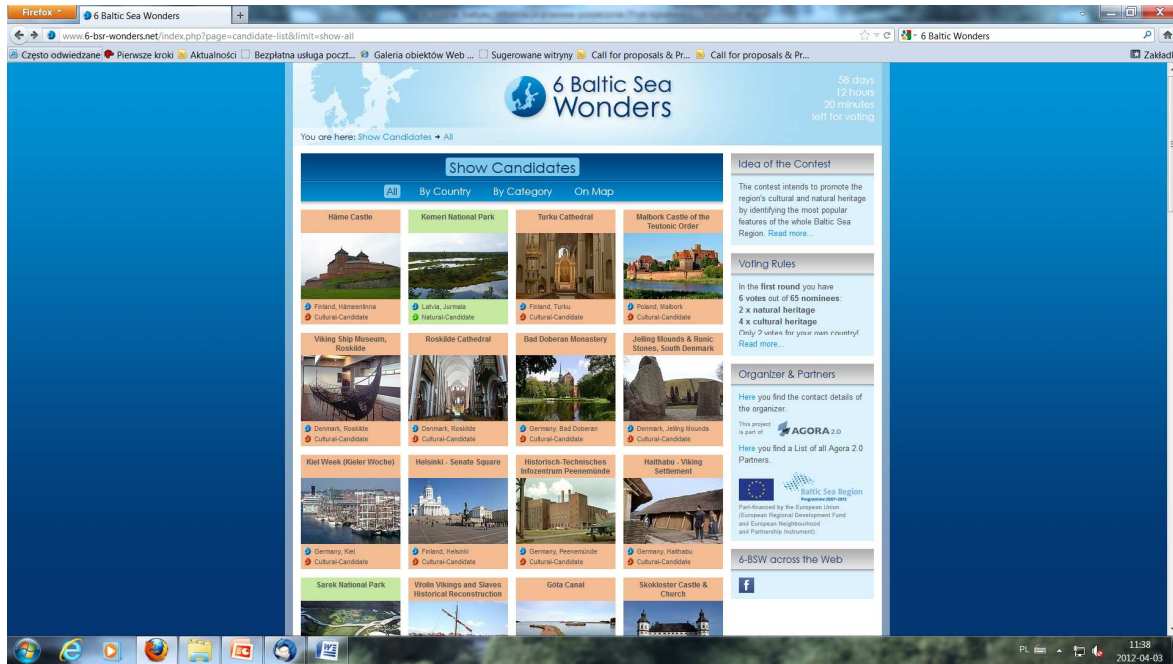 Firefox
6 Baltic Sea Wonders
www.6-bsr-wonders.net/index.php?page=candidate-list&limit=show-all
6 Baltic Wonders
Często odwiedzane Pierwsze kroki Aktualności Bezpłatna usługa poczt... Galeria obiektów Web ... Sugerowane witryny Call for proposals & Pr... Call for proposals & Pr...
Zakładki
6 Baltic Sea
Wonders
58 days
12 hours
20 minutes
left for voting
You are here: Show Candidates → All
Show Candidates
All By Country By Category On Map
Häme Castle
Finland, Hämeenlinna
Cultural-Candidate
Kemeri National Park
Latvia, Jurmala
Natural-Candidate
Turku Cathedral
Finland, Turku
Cultural-Candidate
Malbork Castle of the
Teutonic Order
Poland, Malbork
Cultural-Candidate
Viking Ship Museum,
Roskilde
Denmark, Roskilde
Cultural-Candidate
Roskilde Cathedral
Denmark, Roskilde
Cultural-Candidate
Bad Doberan Monastery
Germany, Bad Doberan
Cultural-Candidate
Jelling Mounds & Runic
Stones, South Denmark
Denmark, Jelling Mounds
Cultural-Candidate
Kiel Week (Kieler Woche)
Germany, Kiel
Cultural-Candidate
Helsinki - Senate Square
Finland, Helsinki
Cultural-Candidate
Historisch-Technisches
Infozentrum Peenemünde
Germany, Peenemünde
Cultural-Candidate
Haithabu - Viking
Settlement
Germany, Haithabu
Cultural-Candidate
Sarek National Park
Wolin Vikings and Slaves
Historical Reconstruction
Göta Canal
Skokloster Castle &
Church
Idea of the Contest
The contest intends to promote the
region's cultural and natural heritage
by identifying the most popular
features of the whole Baltic Sea
Region. Read more...
Voting Rules
In the first round you have
6 votes out of 65 nominees:
2 x natural heritage
4 x cultural heritage
Only 2 votes for your own country!
Read more...
Organizer & Partners
Here you find the contact details of
the organizer.
This project
is part of AGORA 2.0
Here you find a List of all Agora 2.0
Partners.
Baltic Sea Region
Programme 2007-2013
Part-financed by the European Union
(European Regional Development Fund
and European Neighbourhood
and Partnership Instrument)
6-BSW across the Web
f
PL
11:38
2012-04-03